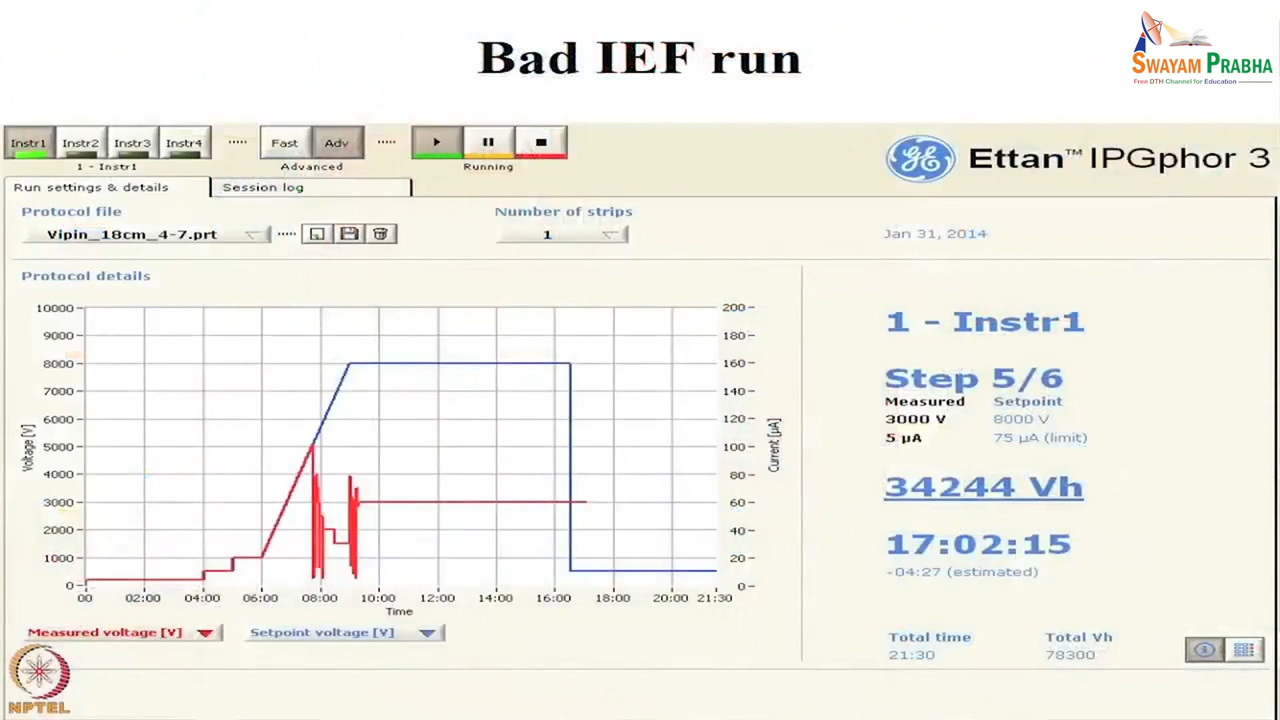 Bad IEF run
SWAYAM PRABHA
Free DTH Channel for Education
Instr1 Instr2 Instr3 Instr4 Fast Adv
1 - Instr1 Advanced Running
GE Ettan™ IPGphor 3
Run settings & details Session log
Protocol file Number of strips
Vipin_18cm_4-7.prt 1 Jan 31, 2014
Protocol details
10000 9000 8000 7000 6000 5000 4000 3000 2000 1000 0
Voltage [V]
200 180 160 140 120 100 80 60 40 20 0
Current [µA]
00 02:00 04:00 06:00 08:00 10:00 12:00 14:00 16:00 18:00 20:00 21:30
Time
Measured voltage [V] Setpoint voltage [V]
1 - Instr1
Step 5/6
Measured Setpoint
3000 V 8000 V
5 µA 75 µA (limit)
34244 Vh
17:02:15
-04:27 (estimated)
Total time Total Vh
21:30 78300
NPTEL